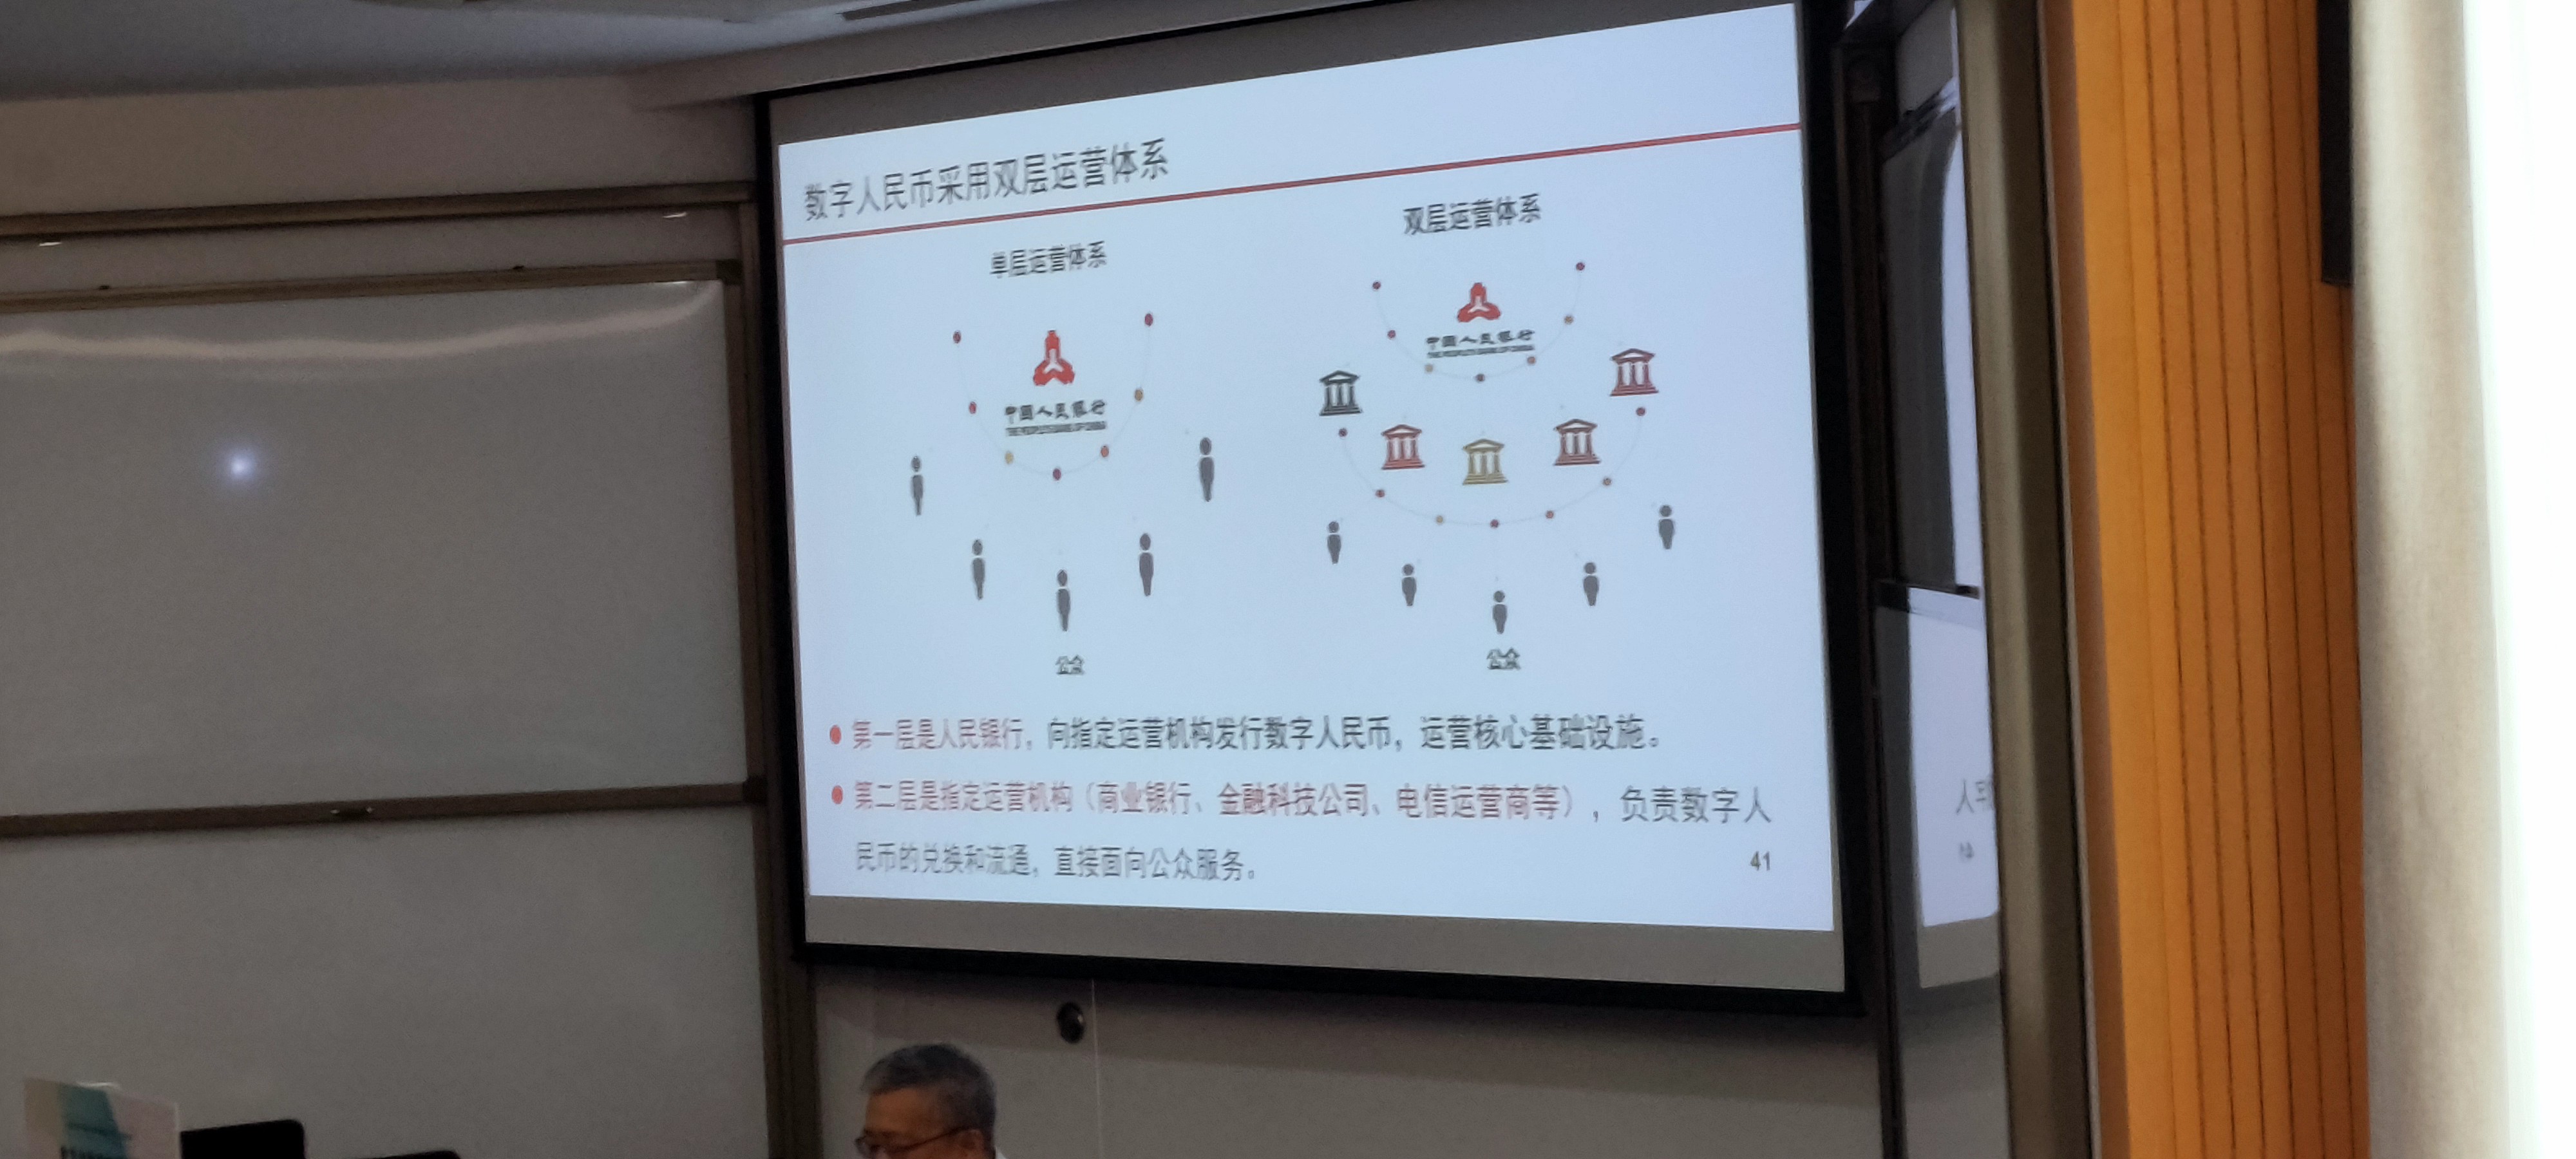 数字人民币采用双层运营体系
单层运营体系
双层运营体系
中国人民银行
THE PEOPLE'S BANK OF CHINA
中国人民银行
THE PEOPLE'S BANK OF CHINA
公众
公众
第一层是人民银行，向指定运营机构发行数字人民币，运营核心基础设施。
第二层是指定运营机构（商业银行、金融科技公司、电信运营商等），负责数字人
民币的兑换和流通，直接面向公众服务。
41